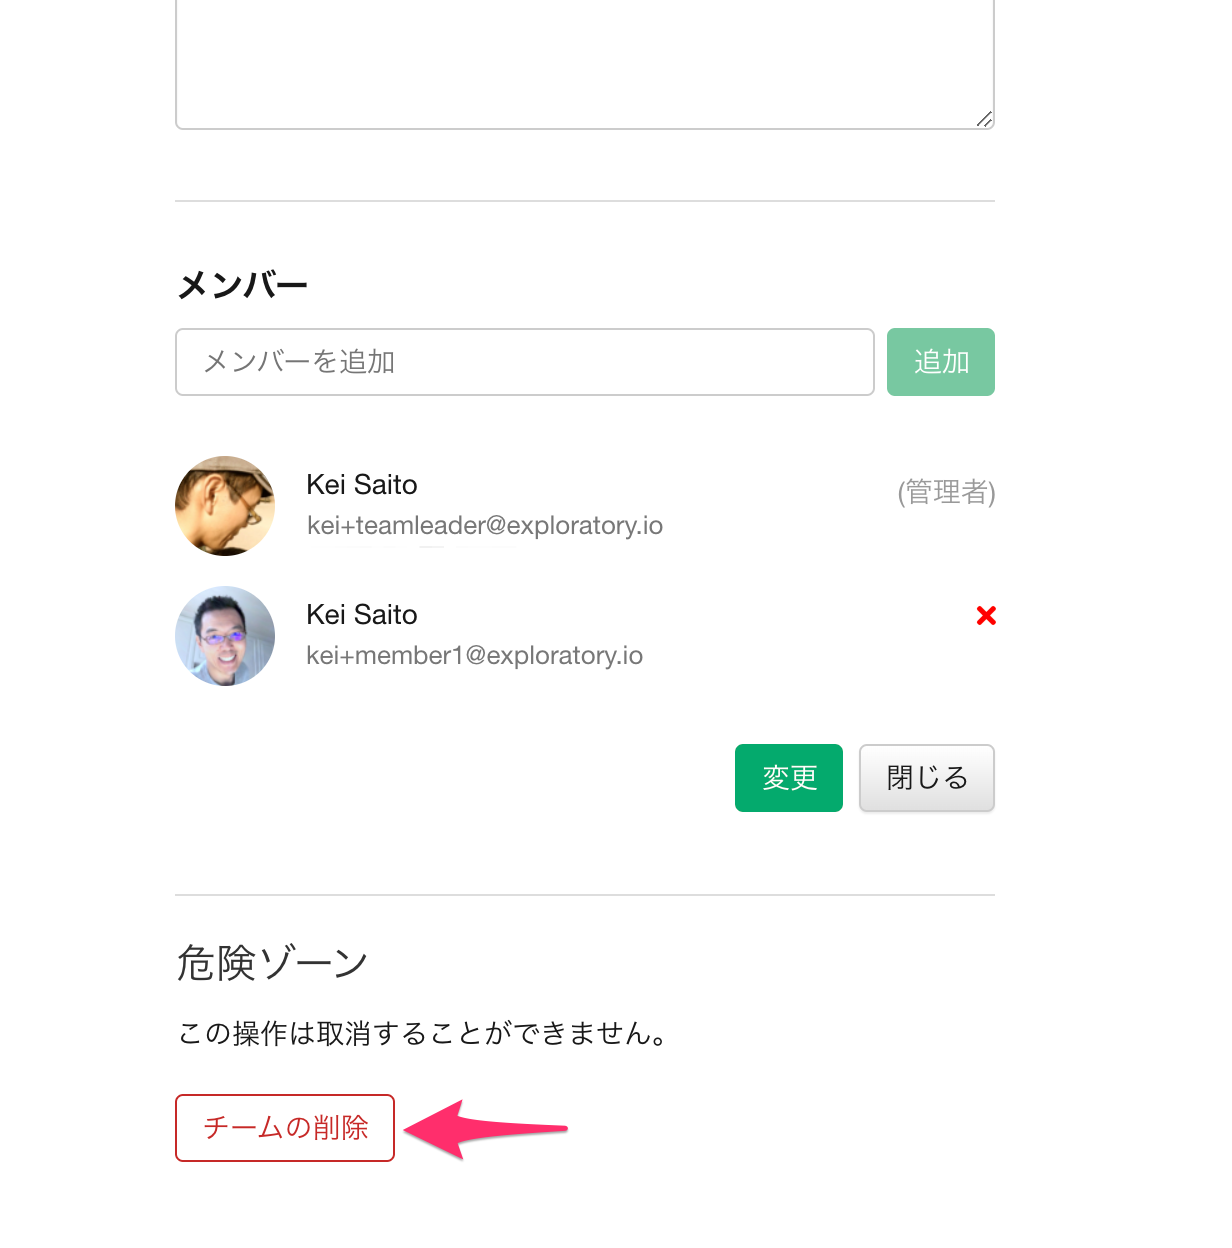 メンバー
メンバーを追加
追加
Kei Saito
(管理者)
kei+teamleader@exploratory.io
Kei Saito
kei+member1@exploratory.io
変更
閉じる
危険ゾーン
この操作は取消することができません。
チームの削除